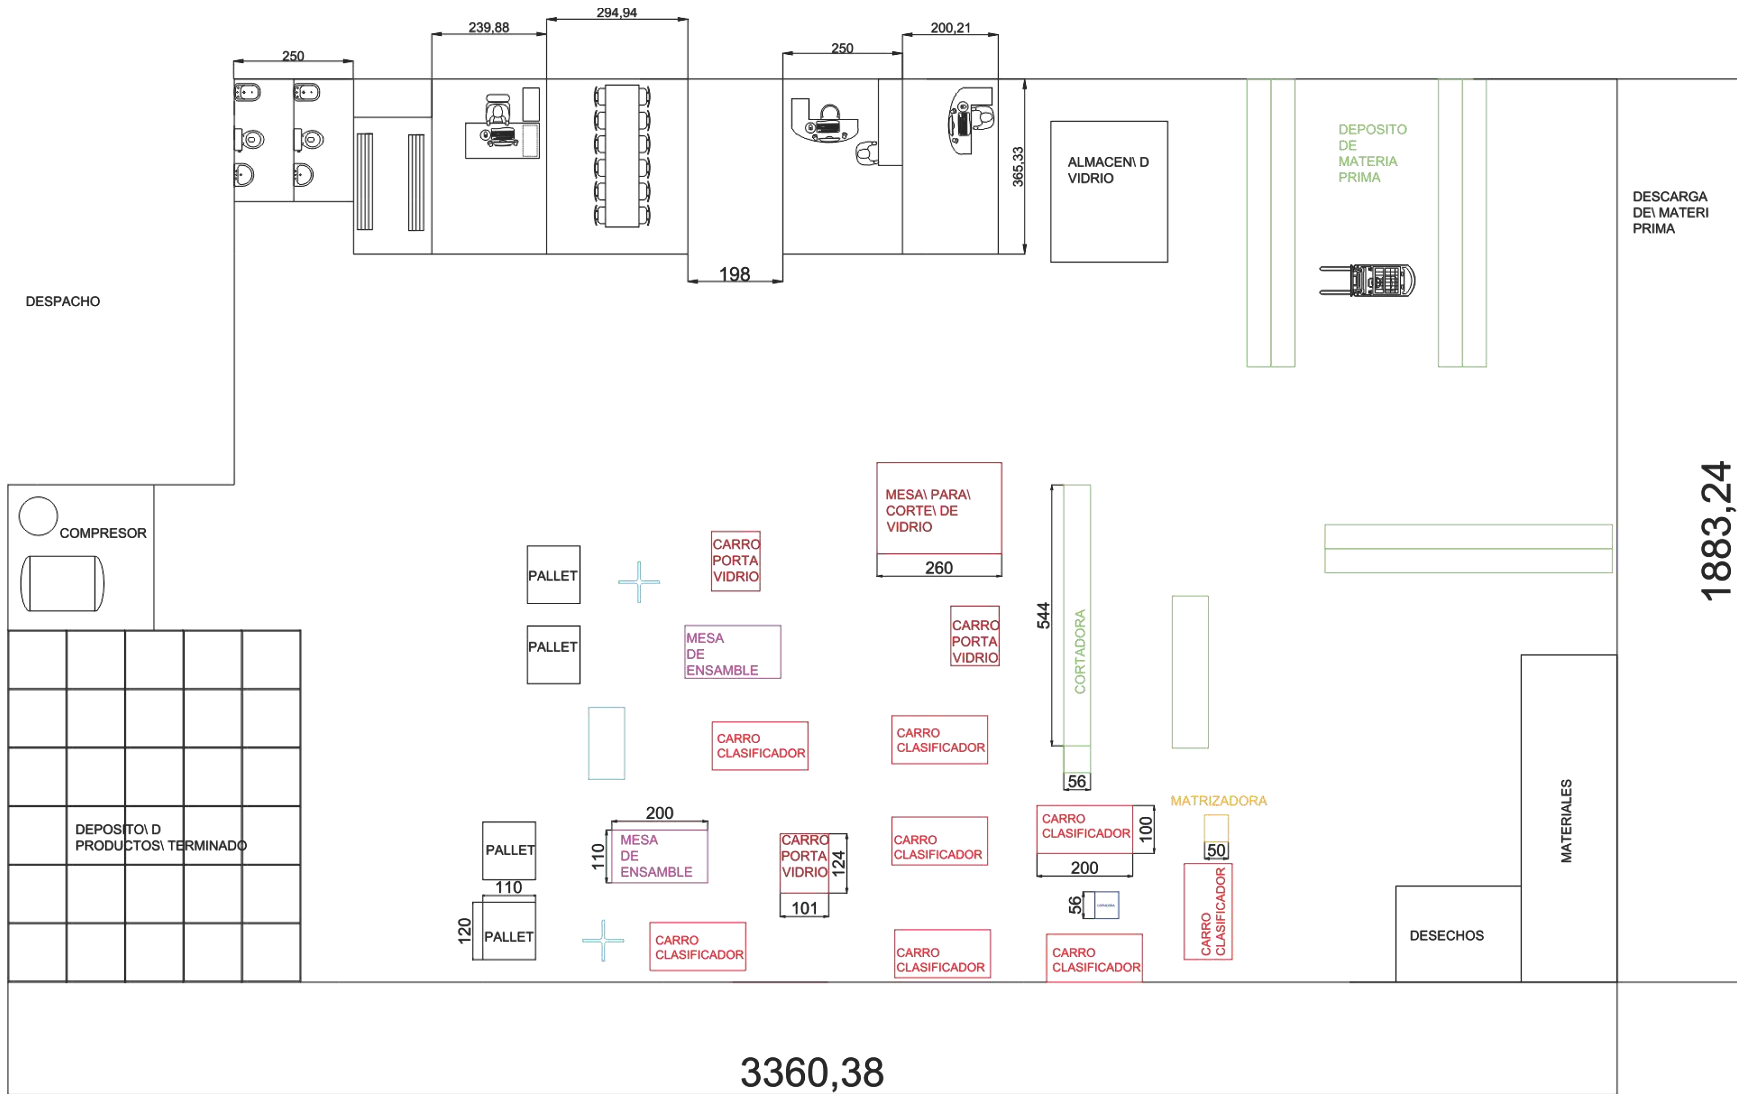 294,94
239,88
200,21
250
250
365,33
198
ALMACEN\ D
VIDRIO
DEPOSITO
DE
MATERIA
PRIMA
DESCARGA
DE\ MATERI
PRIMA
DESPACHO
1883,24
COMPRESOR
PALLET
PALLET
CARRO
PORTA
VIDRIO
MESA\ PARA\
CORTE\ DE
VIDRIO
260
544
CORTADORA
56
CARRO
PORTA
VIDRIO
MESA
DE
ENSAMBLE
CARRO
CLASIFICADOR
CARRO
CLASIFICADOR
MATRIZADORA
50
DEPOSITO\ D
PRODUCTOS\ TERMINADO
PALLET
110
120
PALLET
200
110
MESA
DE
ENSAMBLE
CARRO
PORTA
VIDRIO
124
101
CARRO
CLASIFICADOR
CARRO
CLASIFICADOR
100
200
56
CARRO
CLASIFICADOR
CARRO
CLASIFICADOR
CARRO
CLASIFICADOR
CARRO
CLASIFICADOR
DESECHOS
MATERIALES
3360,38